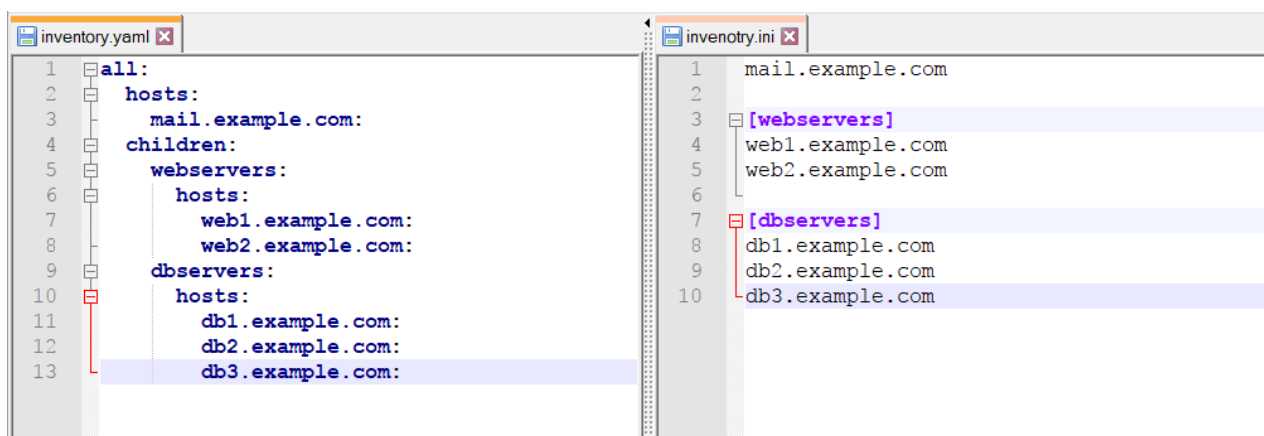 inventory.yaml
1 all:
2 hosts:
3 mail.example.com:
4 children:
5 webservers:
6 hosts:
7 web1.example.com:
8 web2.example.com:
9 dbservers:
10 hosts:
11 db1.example.com:
12 db2.example.com:
13 db3.example.com:
invenotry.ini
1 mail.example.com
2
3 [webservers]
4 web1.example.com
5 web2.example.com
6
7 [dbservers]
8 db1.example.com
9 db2.example.com
10 db3.example.com